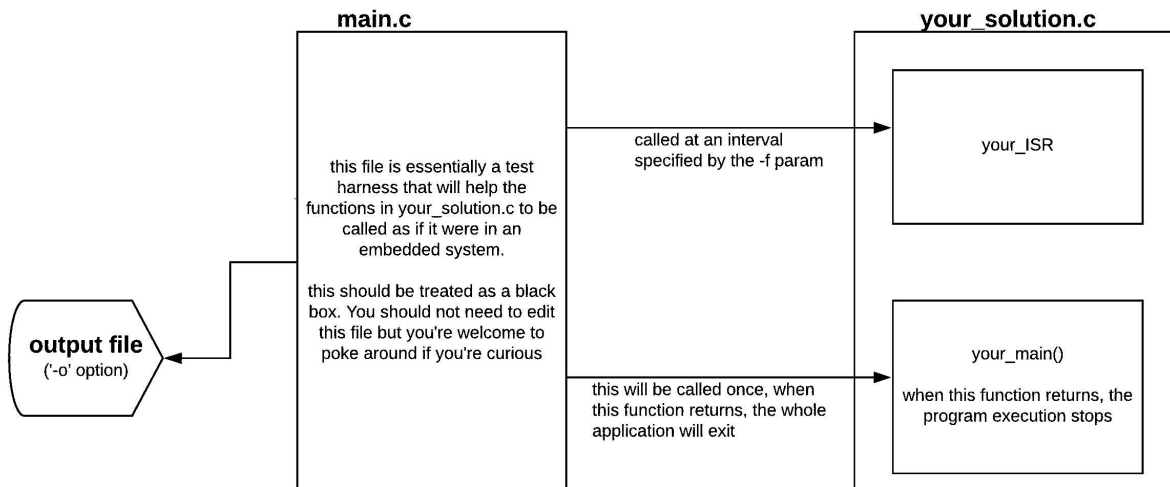 main.c
your_solution.c
this file is essentially a test
harness that will help the
functions in your_solution.c to be
called as if it were in an
embedded system.
this should be treated as a black
box. You should not need to edit
this file but you're welcome to
poke around if you're curious
called at an interval
specified by the -f param
your_ISR
output file
('-o' option)
this will be called once, when
this function returns, the whole
application will exit
your_main()
when this function returns, the
program execution stops